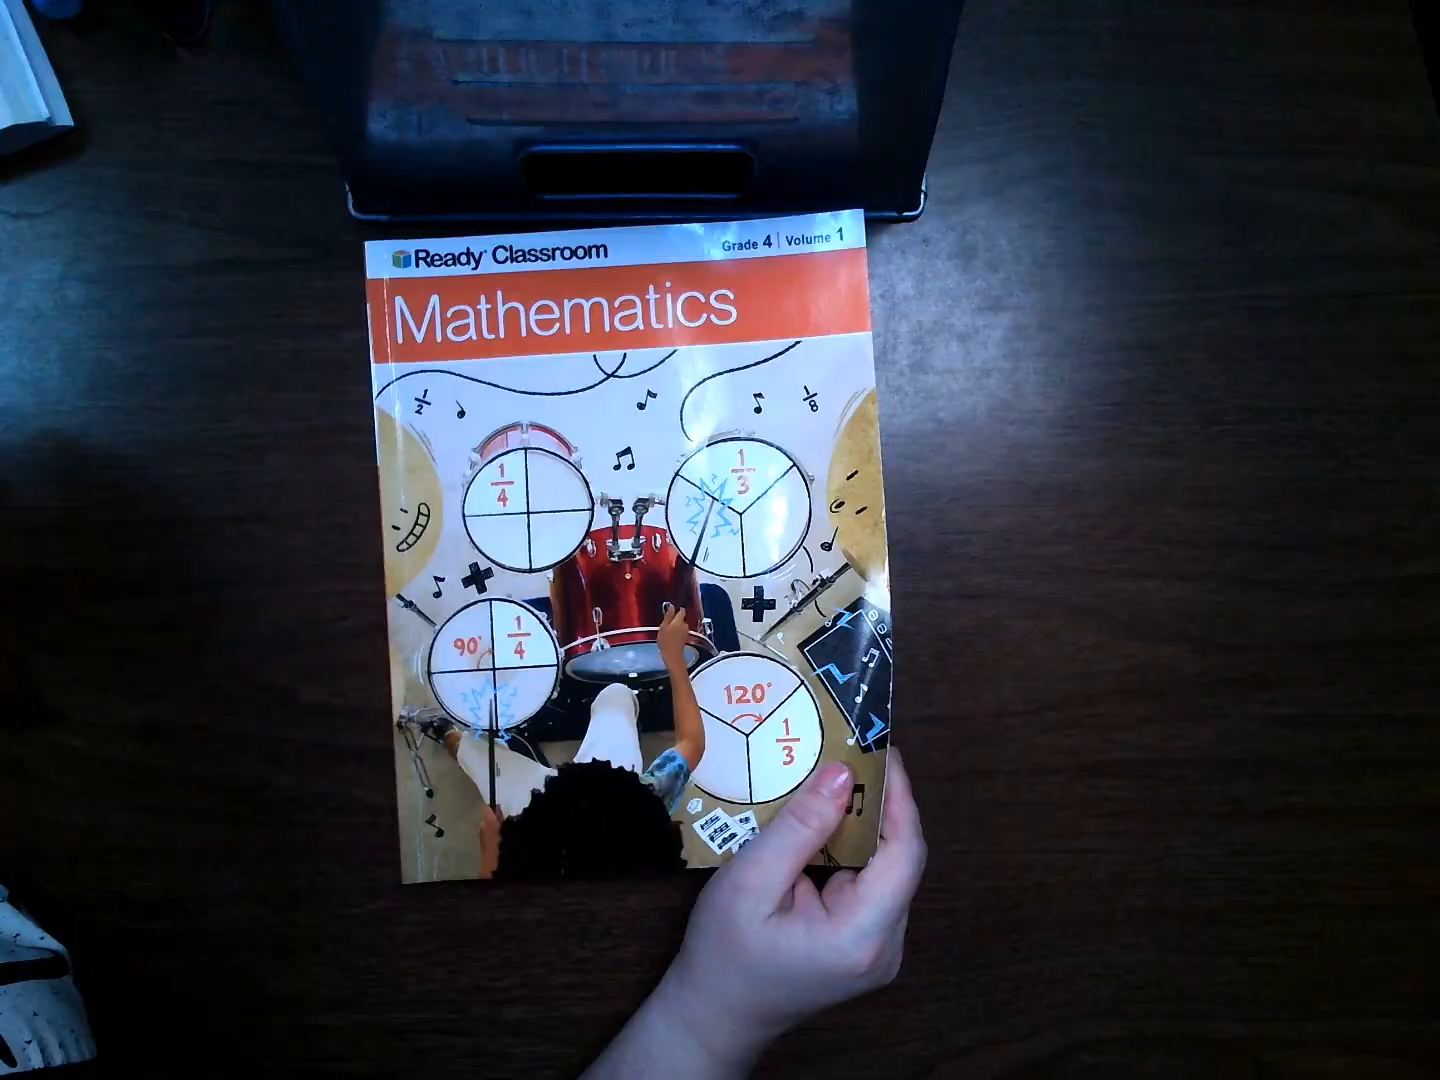 Ready Classroom
Grade 4 | Volume 1
Mathematics
1/2
1/8
1/4
1/3
90° 1/4
120°
1/3